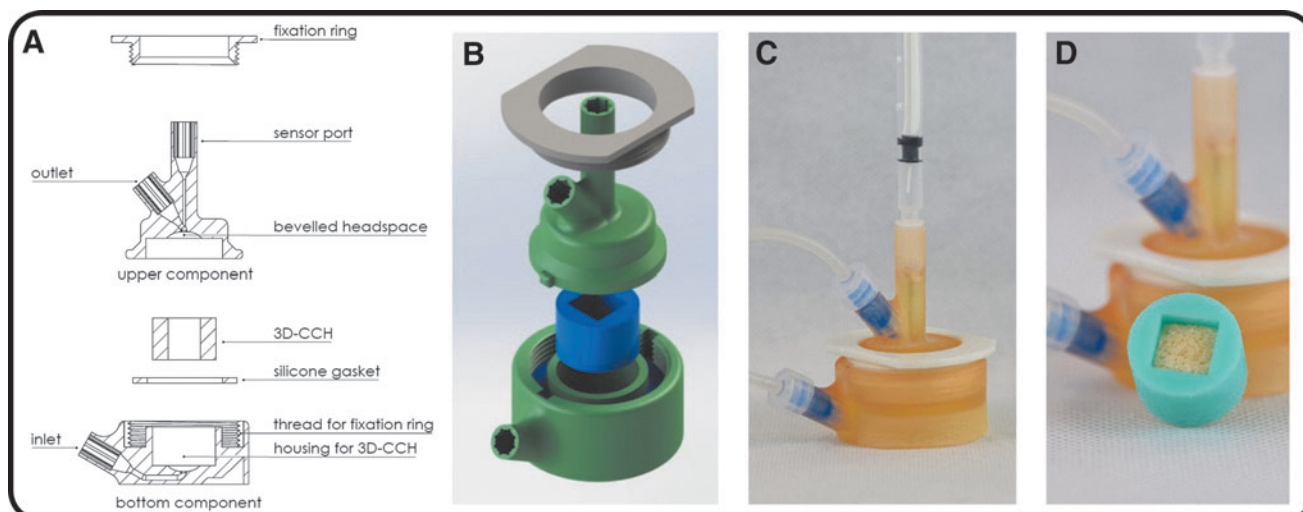 A
fixation ring
sensor port
outlet
bevelled headspace
upper component
3D-CCH
silicone gasket
thread for fixation ring
inlet
housing for 3D-CCH
bottom component
B
C
D